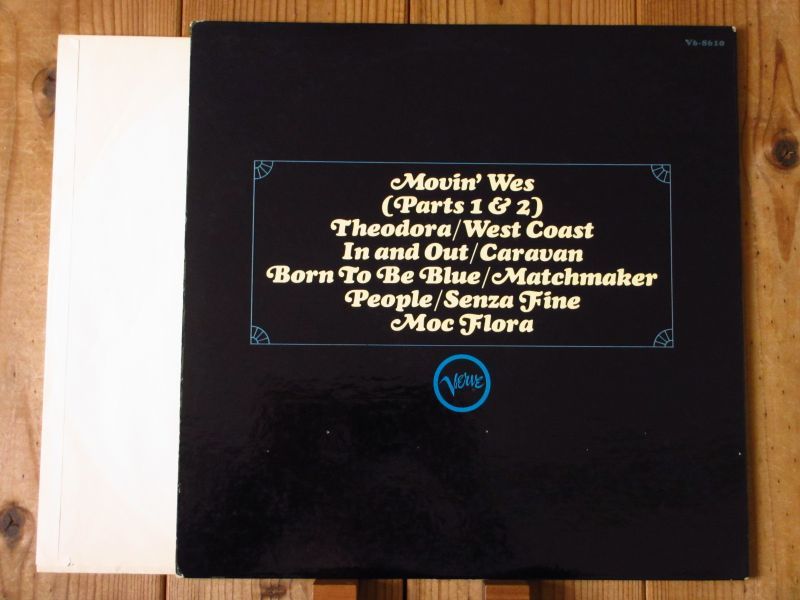 V6-8610
Movin' Wes
(Parts 1 & 2)
Theodora/West Coast
In and Out/Caravan
Born To Be Blue/Matchmaker
People/Senza Fine
Moc Flora
Verve